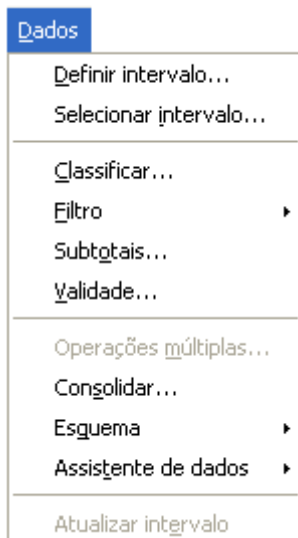 Dados
Definir intervalo...
Selecionar intervalo...
Classificar...
Filtro
Subtotais...
Validade...
Operações múltiplas...
Consolidar...
Esquema
Assistente de dados
Atualizar intervalo